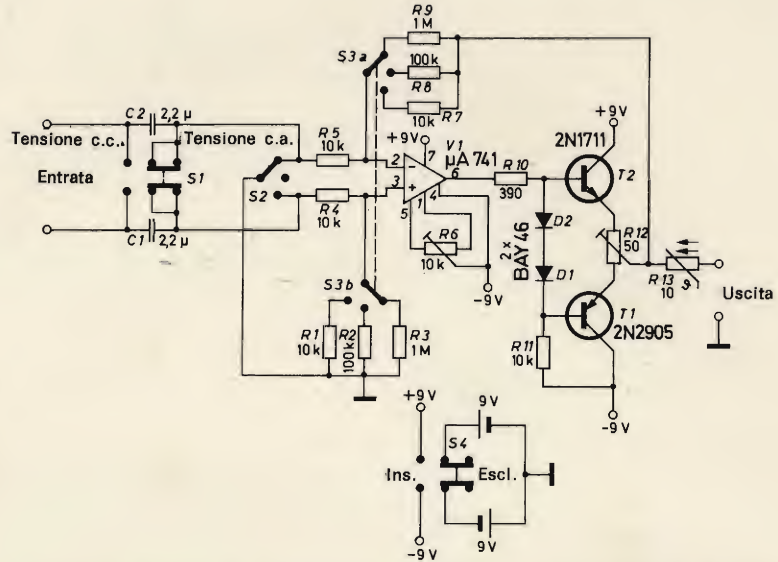 R9
1M
S3a
100k
R8
10k
R7
+9V
C2 2,2 µ
Tensione c.c.
Tensione c.a.
R5
10k
+9V
V1
µA 741
R10
390
2N1711
T2
Entrata
S1
S2
2
7
6
3
4
5
1
R4
10k
D2
R12
50
C1 2,2 µ
R6
10k
2 x
BAY 46
D1
R13
10
ϑ
Uscita
S3b
-9V
T1
2N2905
R1
10k
R2
100k
R3
1M
R11
10k
-9V
+9V
9V
S4
Ins.
Escl.
9V
-9V